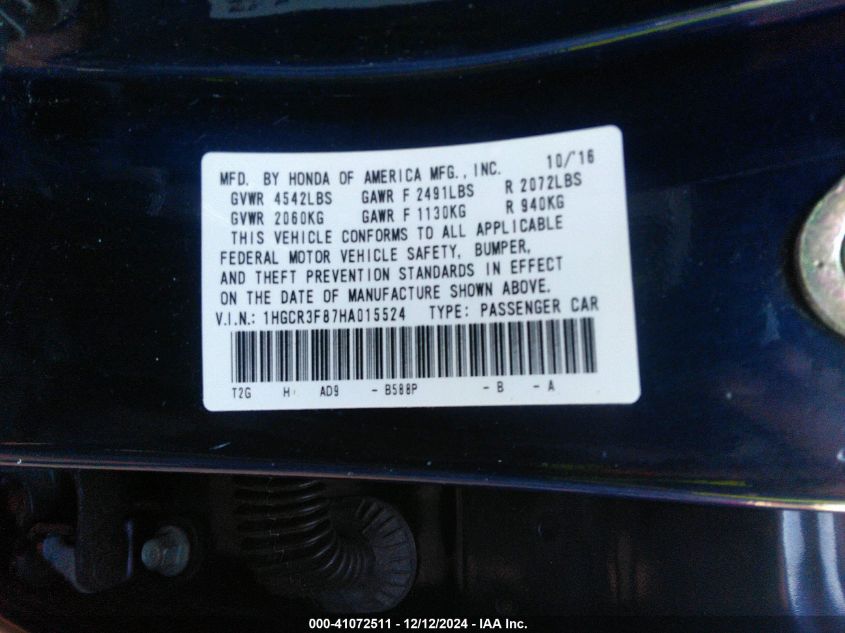 MFD. BY HONDA OF AMERICA MFG., INC. 10/'16
GVWR 4542LBS GAWR F 2491LBS R 2072LBS
GVWR 2060KG GAWR F 1130KG R 940KG
THIS VEHICLE CONFORMS TO ALL APPLICABLE
FEDERAL MOTOR VEHICLE SAFETY, BUMPER,
AND THEFT PREVENTION STANDARDS IN EFFECT
ON THE DATE OF MANUFACTURE SHOWN ABOVE.
V.I.N.: 1HGCR3F87HA015524 TYPE: PASSENGER CAR
T2G H AD9 -B588P -B -A
000-41072511 - 12/12/2024 - IAA Inc.